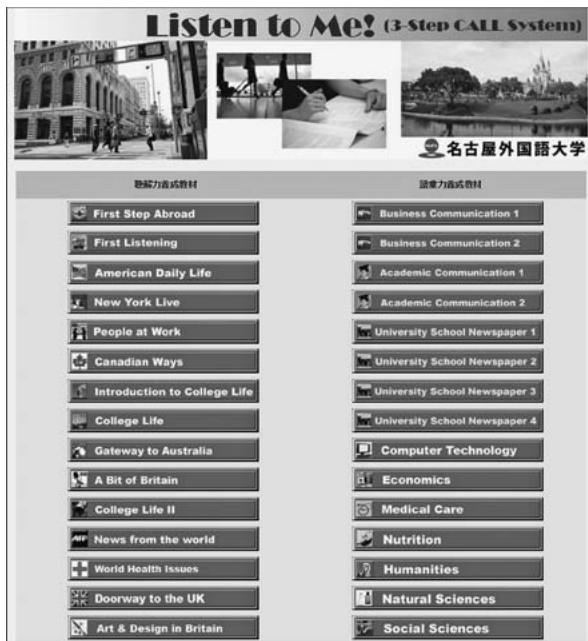 Listen to Me! (3-Step CALL System)
名古屋外国語大学
聴解力養成教材
First Step Abroad
First Listening
American Daily Life
New York Live
People at Work
Canadian Ways
Introduction to College Life
College Life
Gateway to Australia
A Bit of Britain
College Life II
News from the world
World Health Issues
Doorway to the UK
Art & Design in Britain
語彙力養成教材
Business Communication 1
Business Communication 2
Academic Communication 1
Academic Communication 2
University School Newspaper 1
University School Newspaper 2
University School Newspaper 3
University School Newspaper 4
Computer Technology
Economics
Medical Care
Nutrition
Humanities
Natural Sciences
Social Sciences